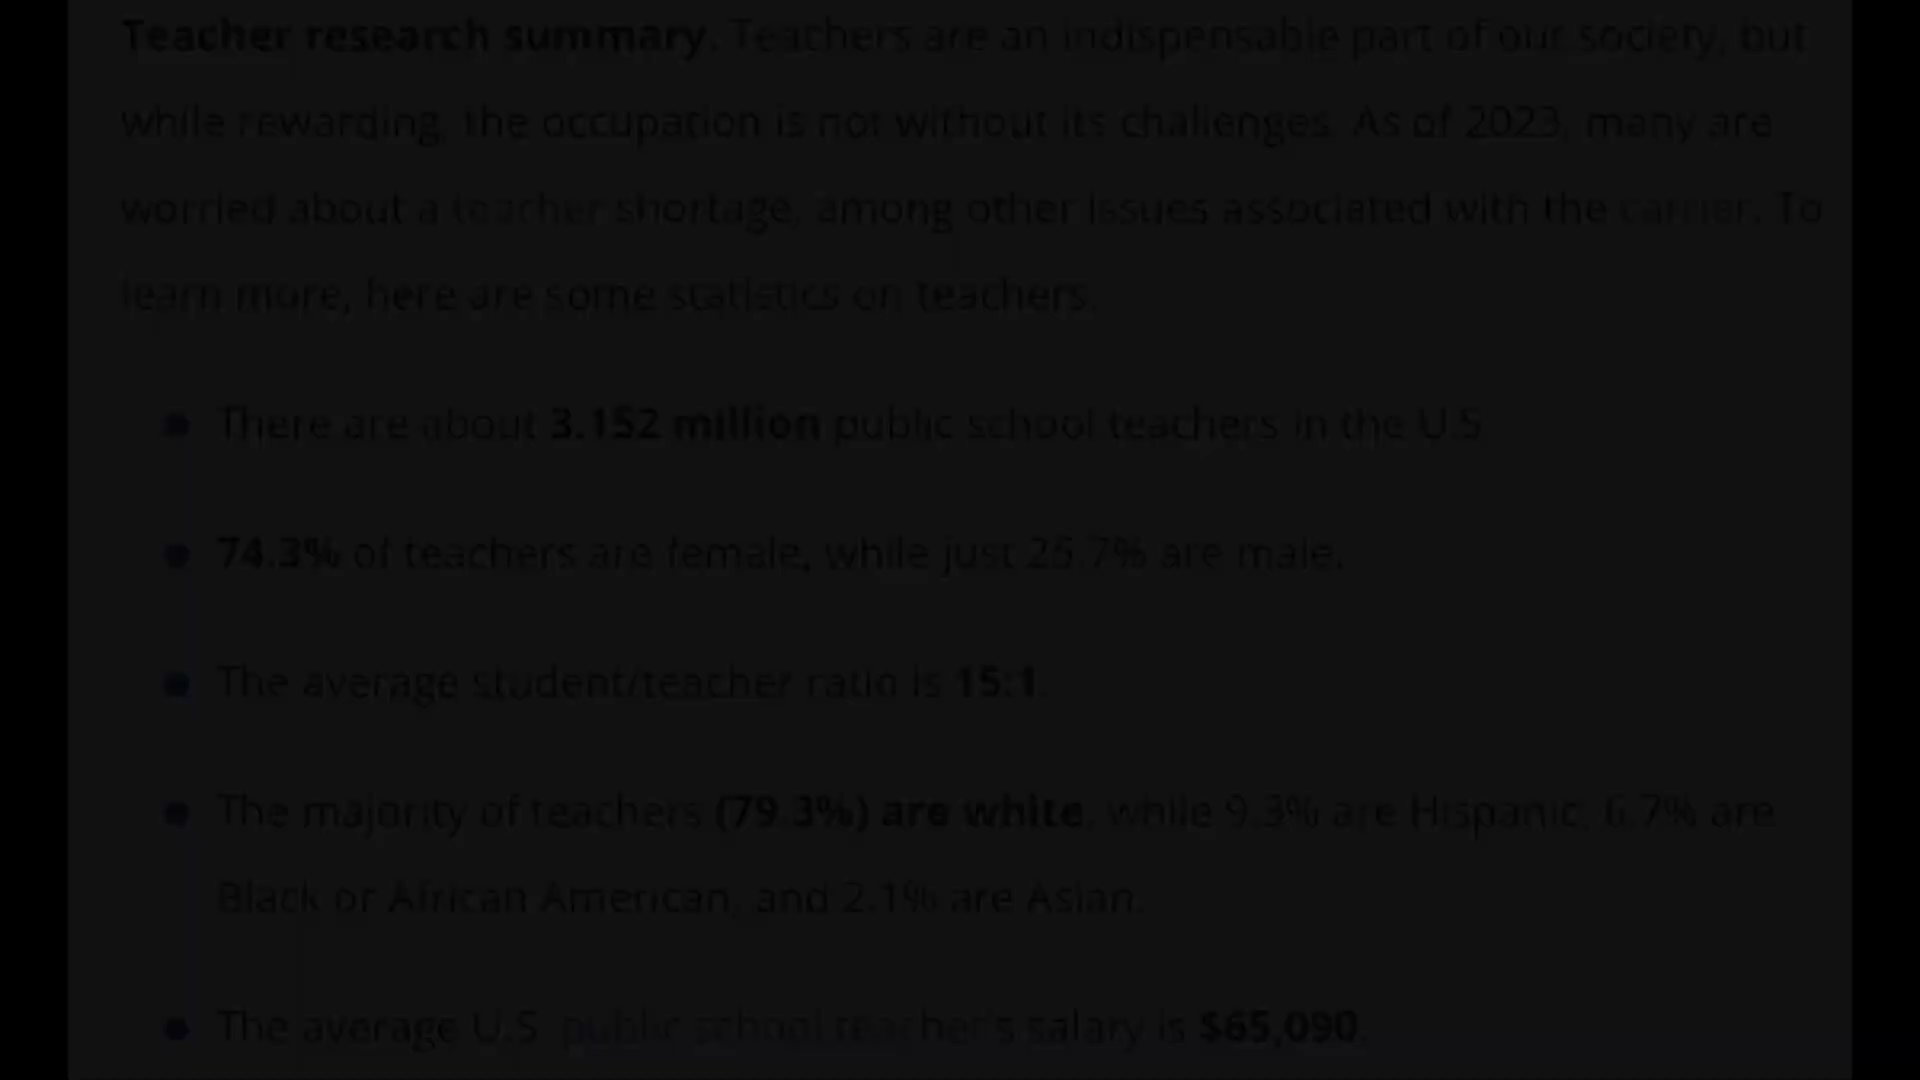 Teacher research summary. Teachers are an indispensable part of our society, but
while rewarding, the occupation is not without its challenges. As of 2023, many are
worried about a teacher shortage, among other issues associated with the carrier. To
learn more, here are some statistics on teachers.
There are about 3.152 million public school teachers in the U.S
74.3% of teachers are female, while just 25.7% are male.
The average student/teacher ratio is 15:1.
The majority of teachers (79.3%) are white, while 9.3% are Hispanic, 6.7% are
Black or African American, and 2.1% are Asian.
The average U.S. public school teacher's salary is $65,090.